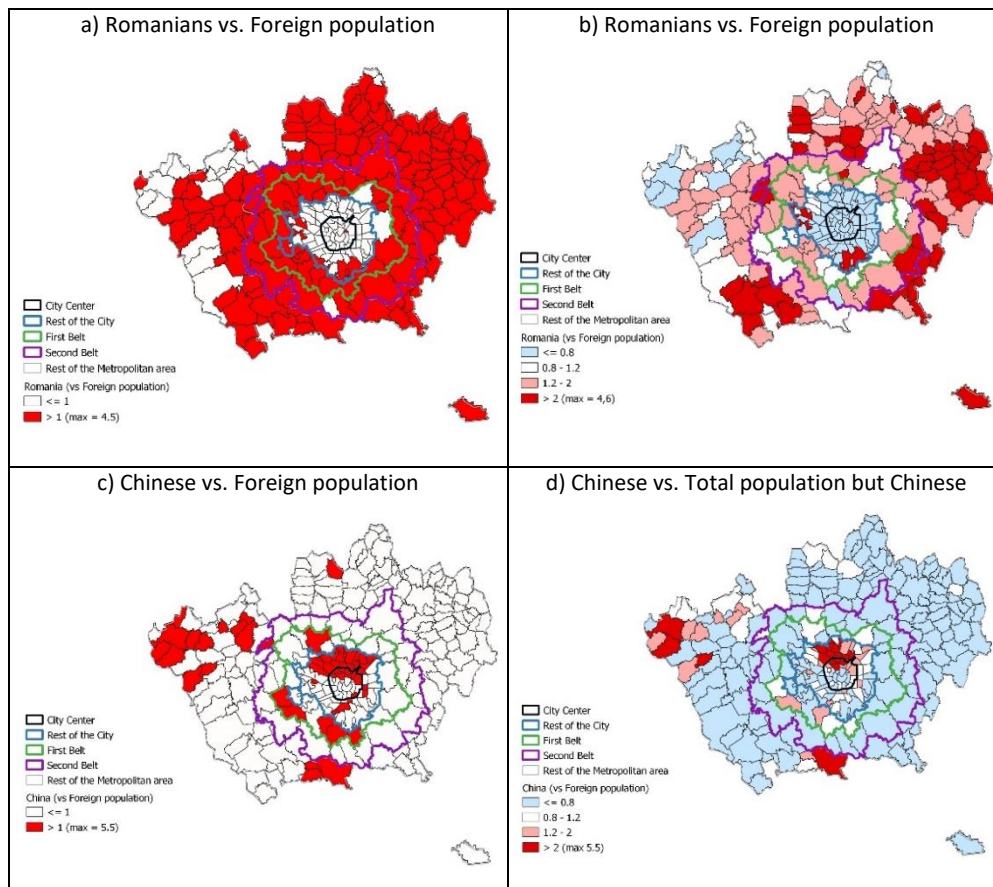 a) Romanians vs. Foreign population
City Center
Rest of the City
First Belt
Second Belt
Rest of the Metropolitan area
Romania (vs Foreign population)
<= 1
> 1 (max = 4.5)
b) Romanians vs. Foreign population
City Center
Rest of the City
First Belt
Second Belt
Rest of the Metropolitan area
Romania (vs Foreign population)
<= 0.8
0.8 - 1.2
1.2 - 2
> 2 (max = 4,6)
c) Chinese vs. Foreign population
City Center
Rest of the City
First Belt
Second Belt
Rest of the Metropolitan area
China (vs Foreign population)
<= 1
> 1 (max = 5.5)
d) Chinese vs. Total population but Chinese
City Center
Rest of the City
First Belt
Second Belt
Rest of the Metropolitan area
China (vs Foreign population)
<= 0.8
0.8 - 1.2
1.2 - 2
> 2 (max 5.5)